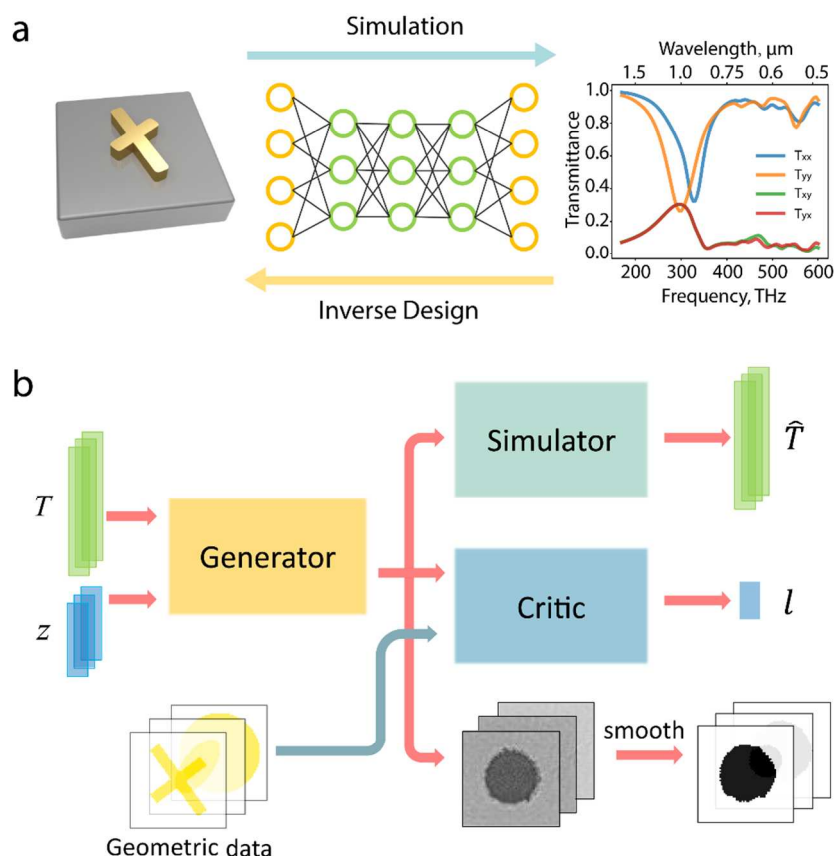 a
Simulation
Inverse Design
Wavelength, μm
1.5 1.0 0.75 0.6 0.5
Transmittance
1.0
0.8
0.6
0.4
0.2
0.0
Txx
Tyy
Txy
Tyx
200 300 400 500 600
Frequency, THz
b
T
z
Generator
Simulator
T̂
Critic
l
smooth
Geometric data